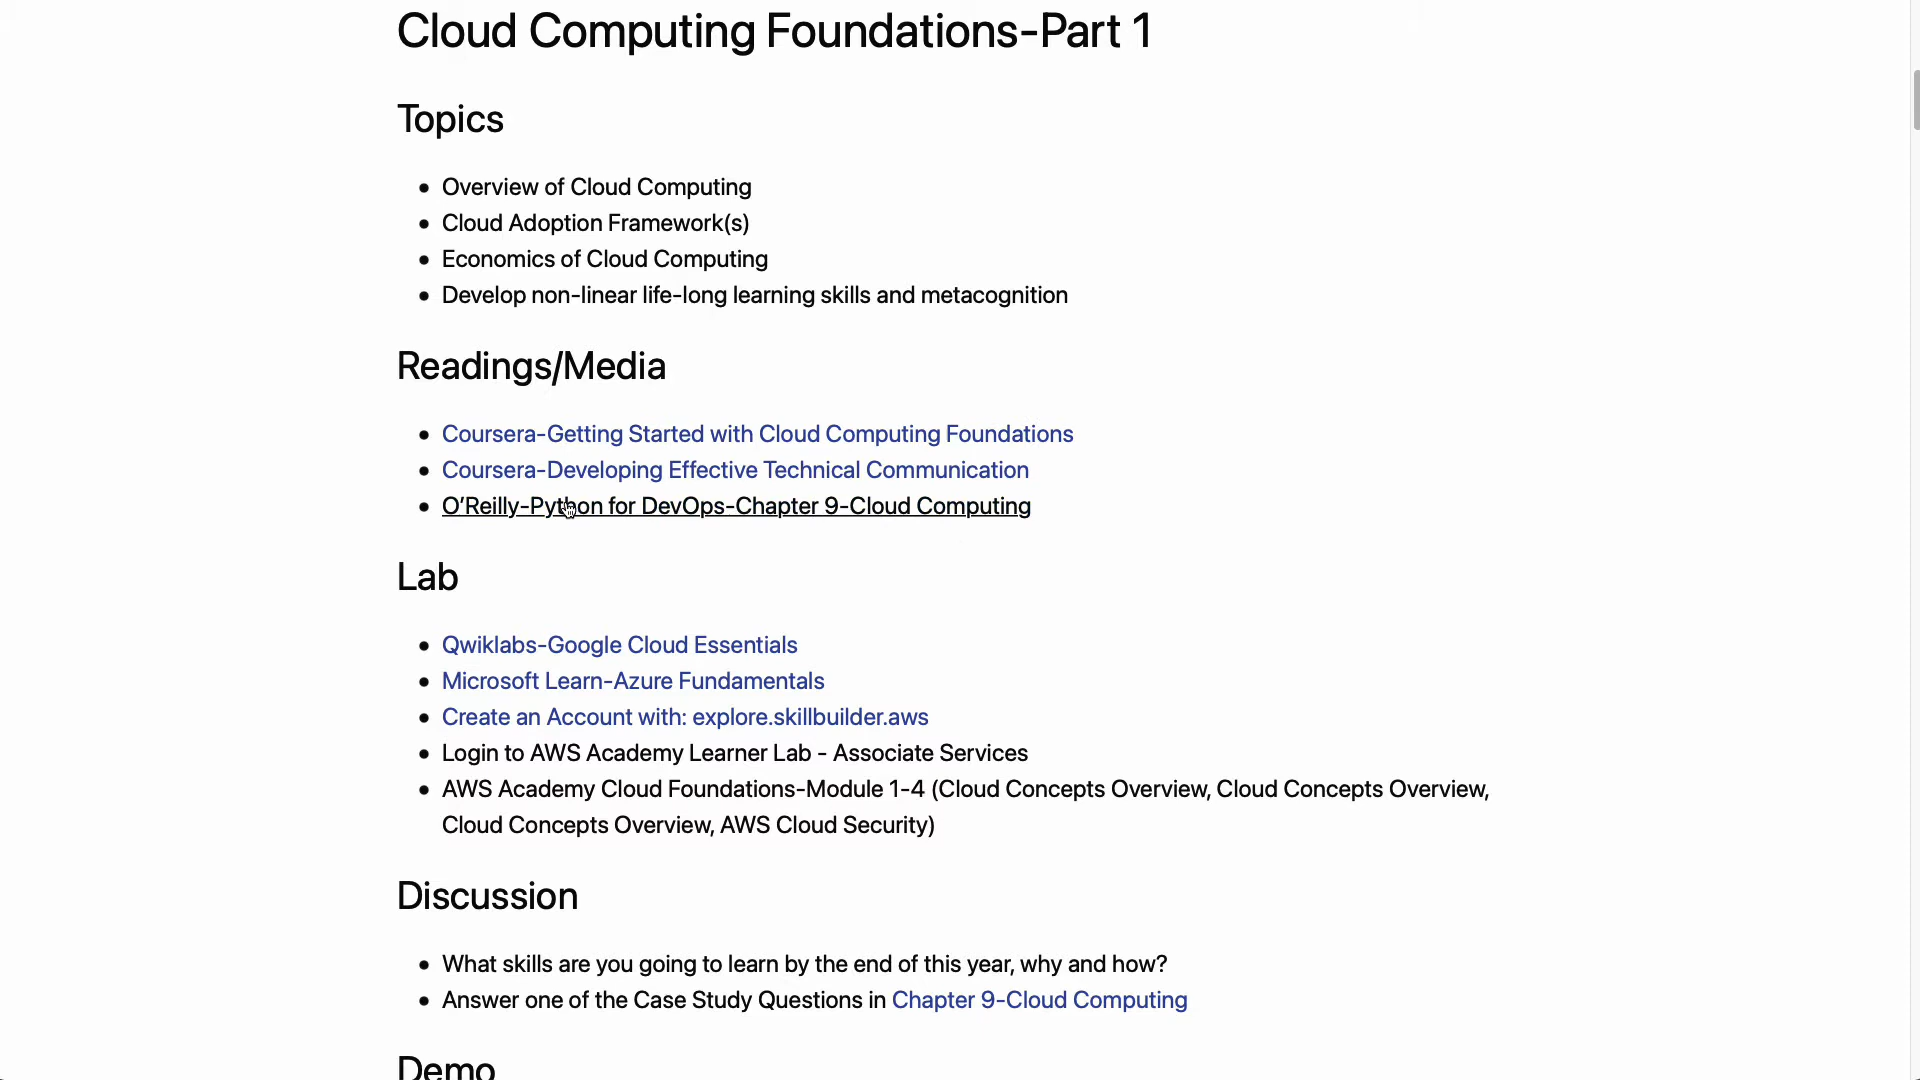 Cloud Computing Foundations-Part 1
Topics
Overview of Cloud Computing
Cloud Adoption Framework(s)
Economics of Cloud Computing
Develop non-linear life-long learning skills and metacognition
Readings/Media
Coursera-Getting Started with Cloud Computing Foundations
Coursera-Developing Effective Technical Communication
O'Reilly-Python for DevOps-Chapter 9-Cloud Computing
Lab
Qwiklabs-Google Cloud Essentials
Microsoft Learn-Azure Fundamentals
Create an Account with: explore.skillbuilder.aws
Login to AWS Academy Learner Lab - Associate Services
AWS Academy Cloud Foundations-Module 1-4 (Cloud Concepts Overview, Cloud Concepts Overview,
Cloud Concepts Overview, AWS Cloud Security)
Discussion
What skills are you going to learn by the end of this year, why and how?
Answer one of the Case Study Questions in Chapter 9-Cloud Computing
Demo